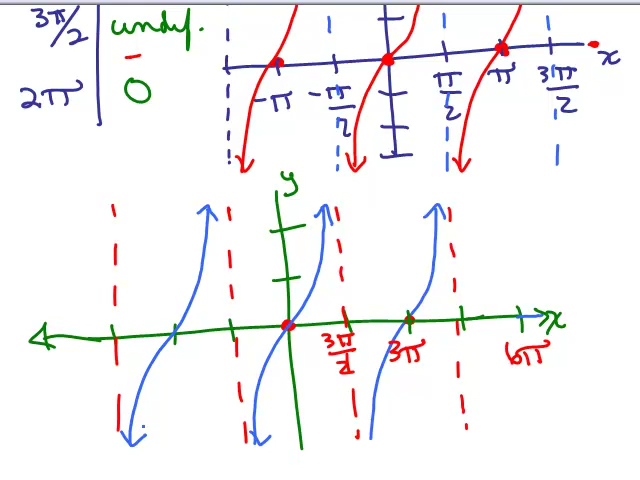 3π/2 undef.
2π 0
-π -π/2 π/2 π 3π/2 x
y
x
3π/2 3π 6π